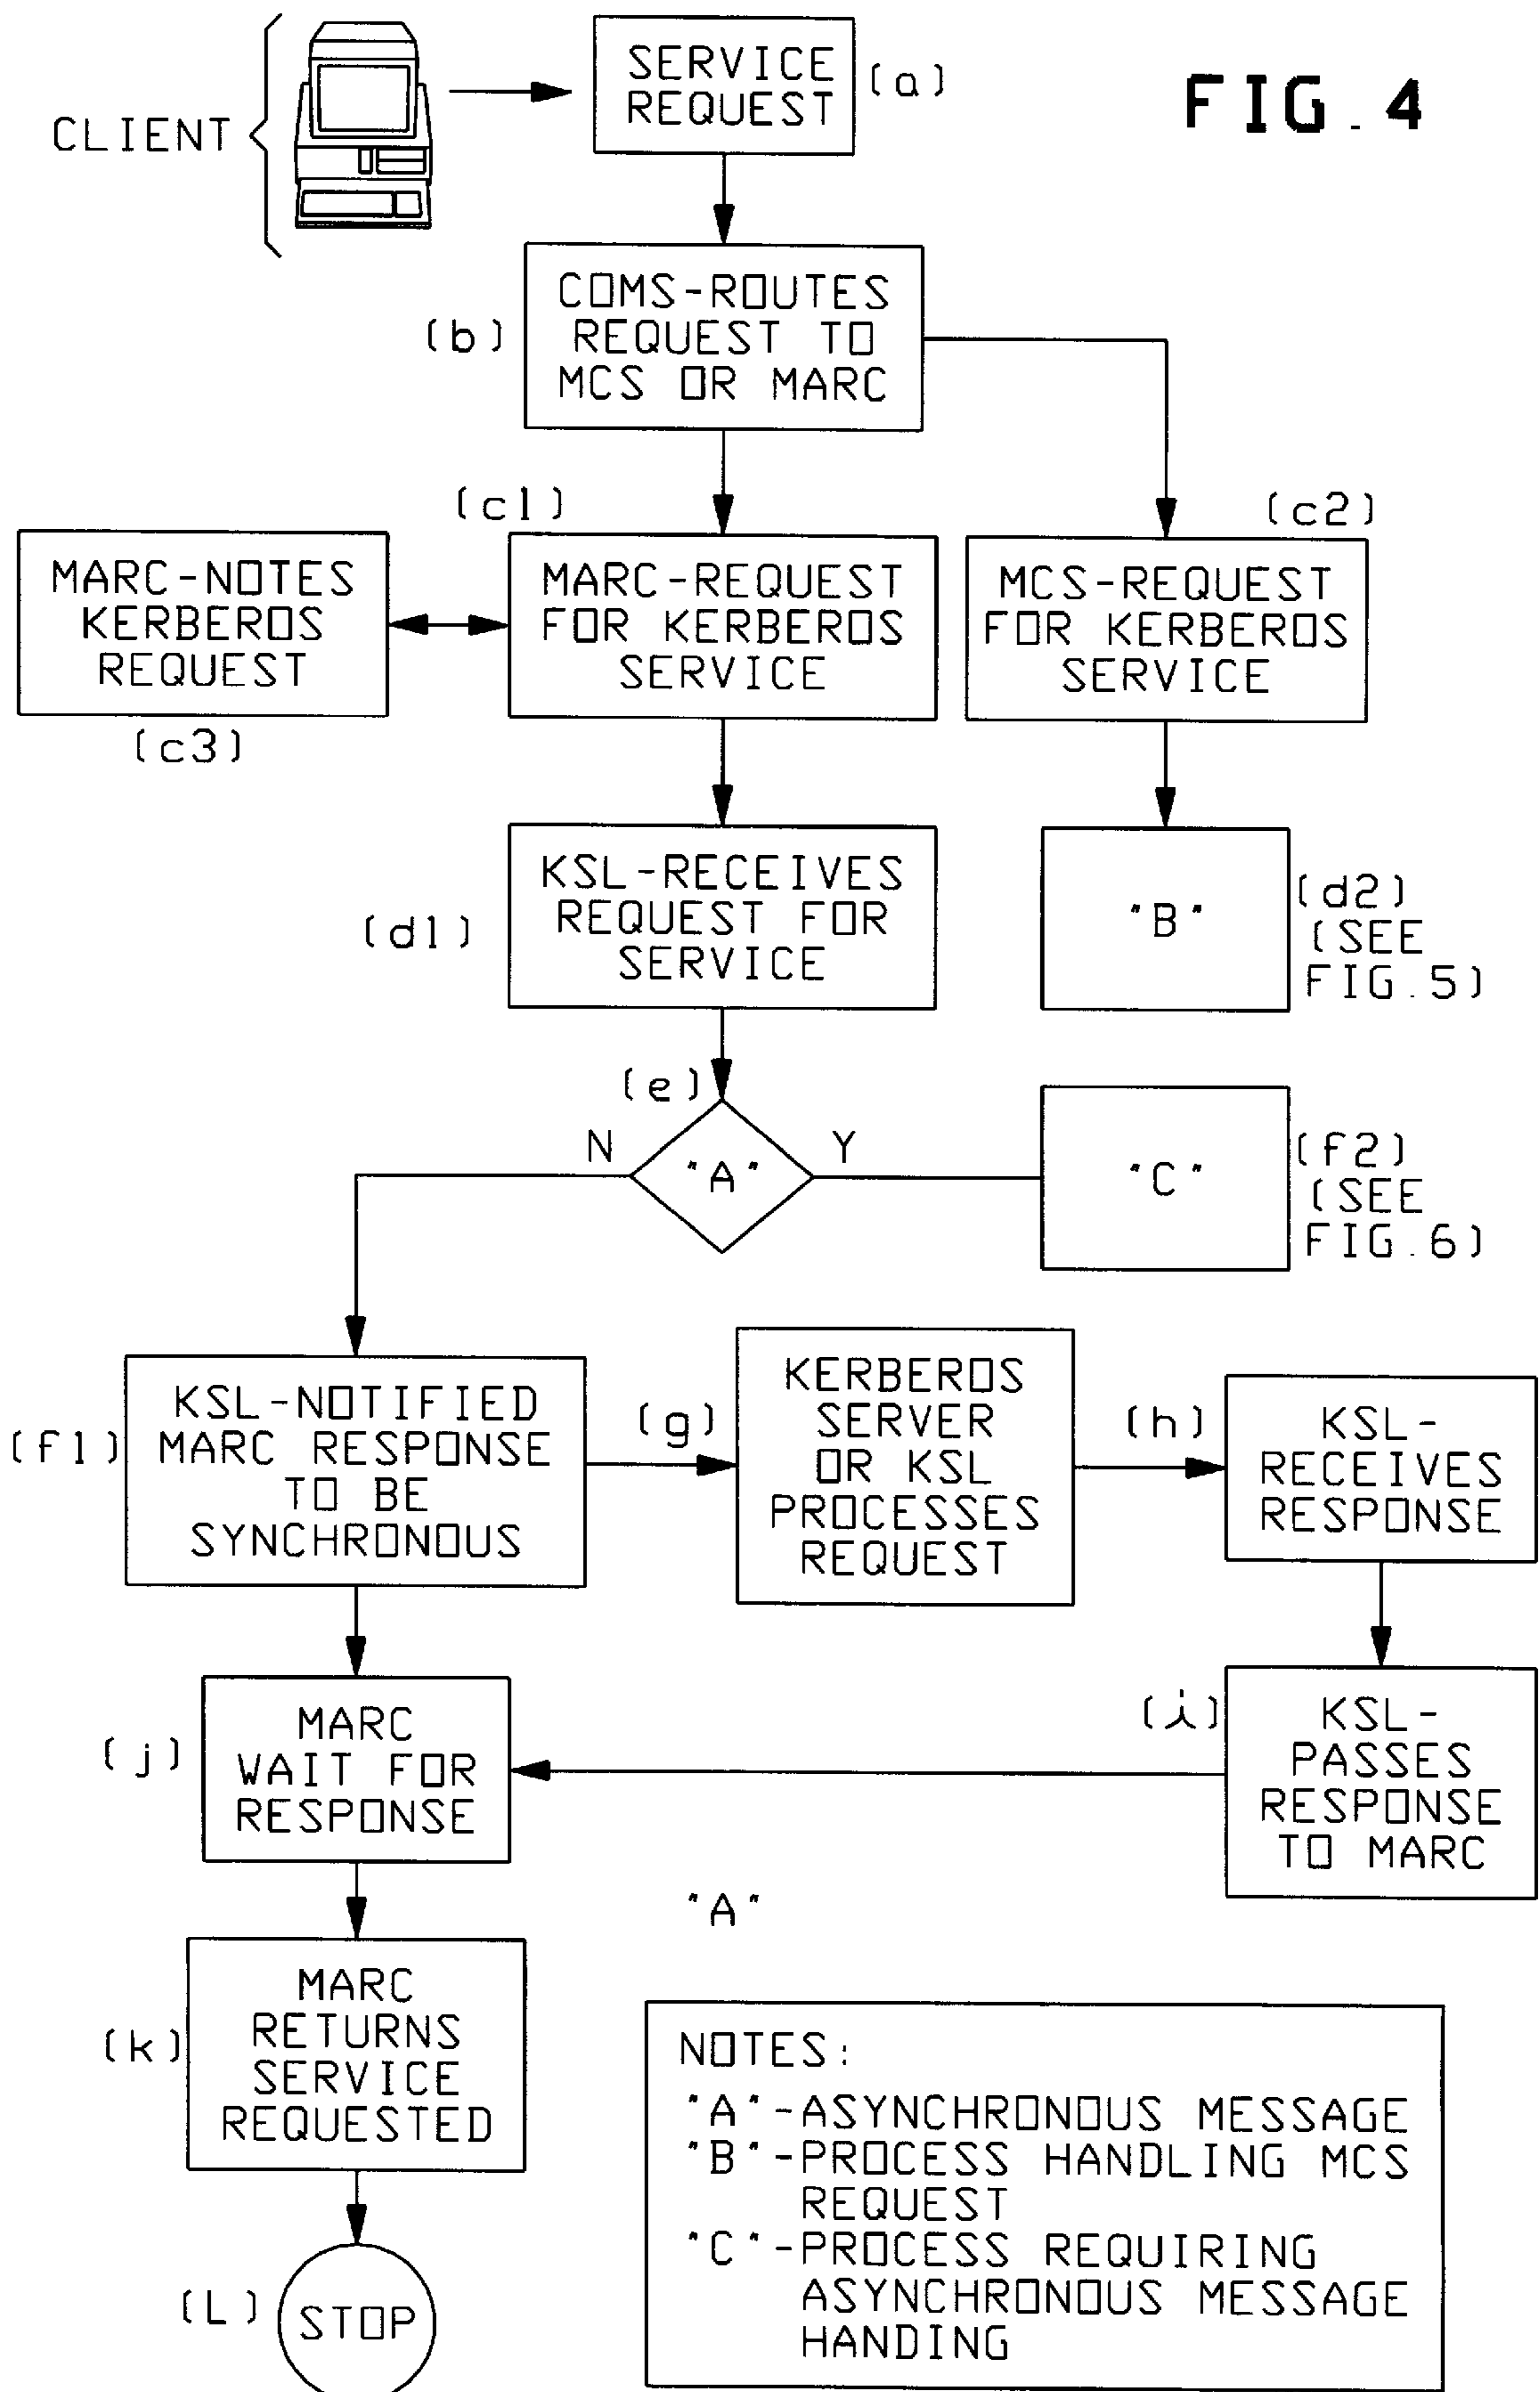 FIG. 4
CLIENT
SERVICE
REQUEST
(a)
COMS-ROUTES
REQUEST TO
MCS OR MARC
(b)
(c1)
(c2)
MARC-NOTES
KERBEROS
REQUEST
(c3)
MARC-REQUEST
FOR KERBEROS
SERVICE
MCS-REQUEST
FOR KERBEROS
SERVICE
KSL-RECEIVES
REQUEST FOR
SERVICE
(d1)
"B"
(d2)
(SEE
FIG.5)
(e)
N
"A"
Y
"C"
(f2)
(SEE
FIG.6)
(f1)
KSL-NOTIFIED
MARC RESPONSE
TO BE
SYNCHRONOUS
(g)
KERBEROS
SERVER
OR KSL
PROCESSES
REQUEST
(h)
KSL-
RECEIVES
RESPONSE
(i)
KSL-
PASSES
RESPONSE
TO MARC
(j)
MARC
WAIT FOR
RESPONSE
"A"
(k)
MARC
RETURNS
SERVICE
REQUESTED
(L)
STOP
NOTES:
"A"-ASYNCHRONOUS MESSAGE
"B"-PROCESS HANDLING MCS
REQUEST
"C"-PROCESS REQUIRING
ASYNCHRONOUS MESSAGE
HANDING